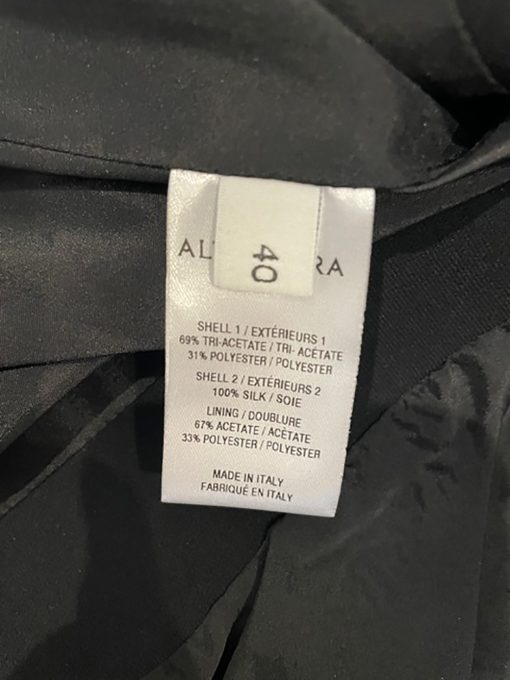 40
SHELL 1 / EXTÉRIEURS 1
69% TRI-ACETATE / TRI- ACÉTATE
31% POLYESTER / POLYESTER
SHELL 2 / EXTÉRIEURS 2
100% SILK / SOIE
LINING / DOUBLURE
67% ACETATE / ACÈTATE
33% POLYESTER / POLYESTER
MADE IN ITALY
FABRIQUÉ EN ITALY